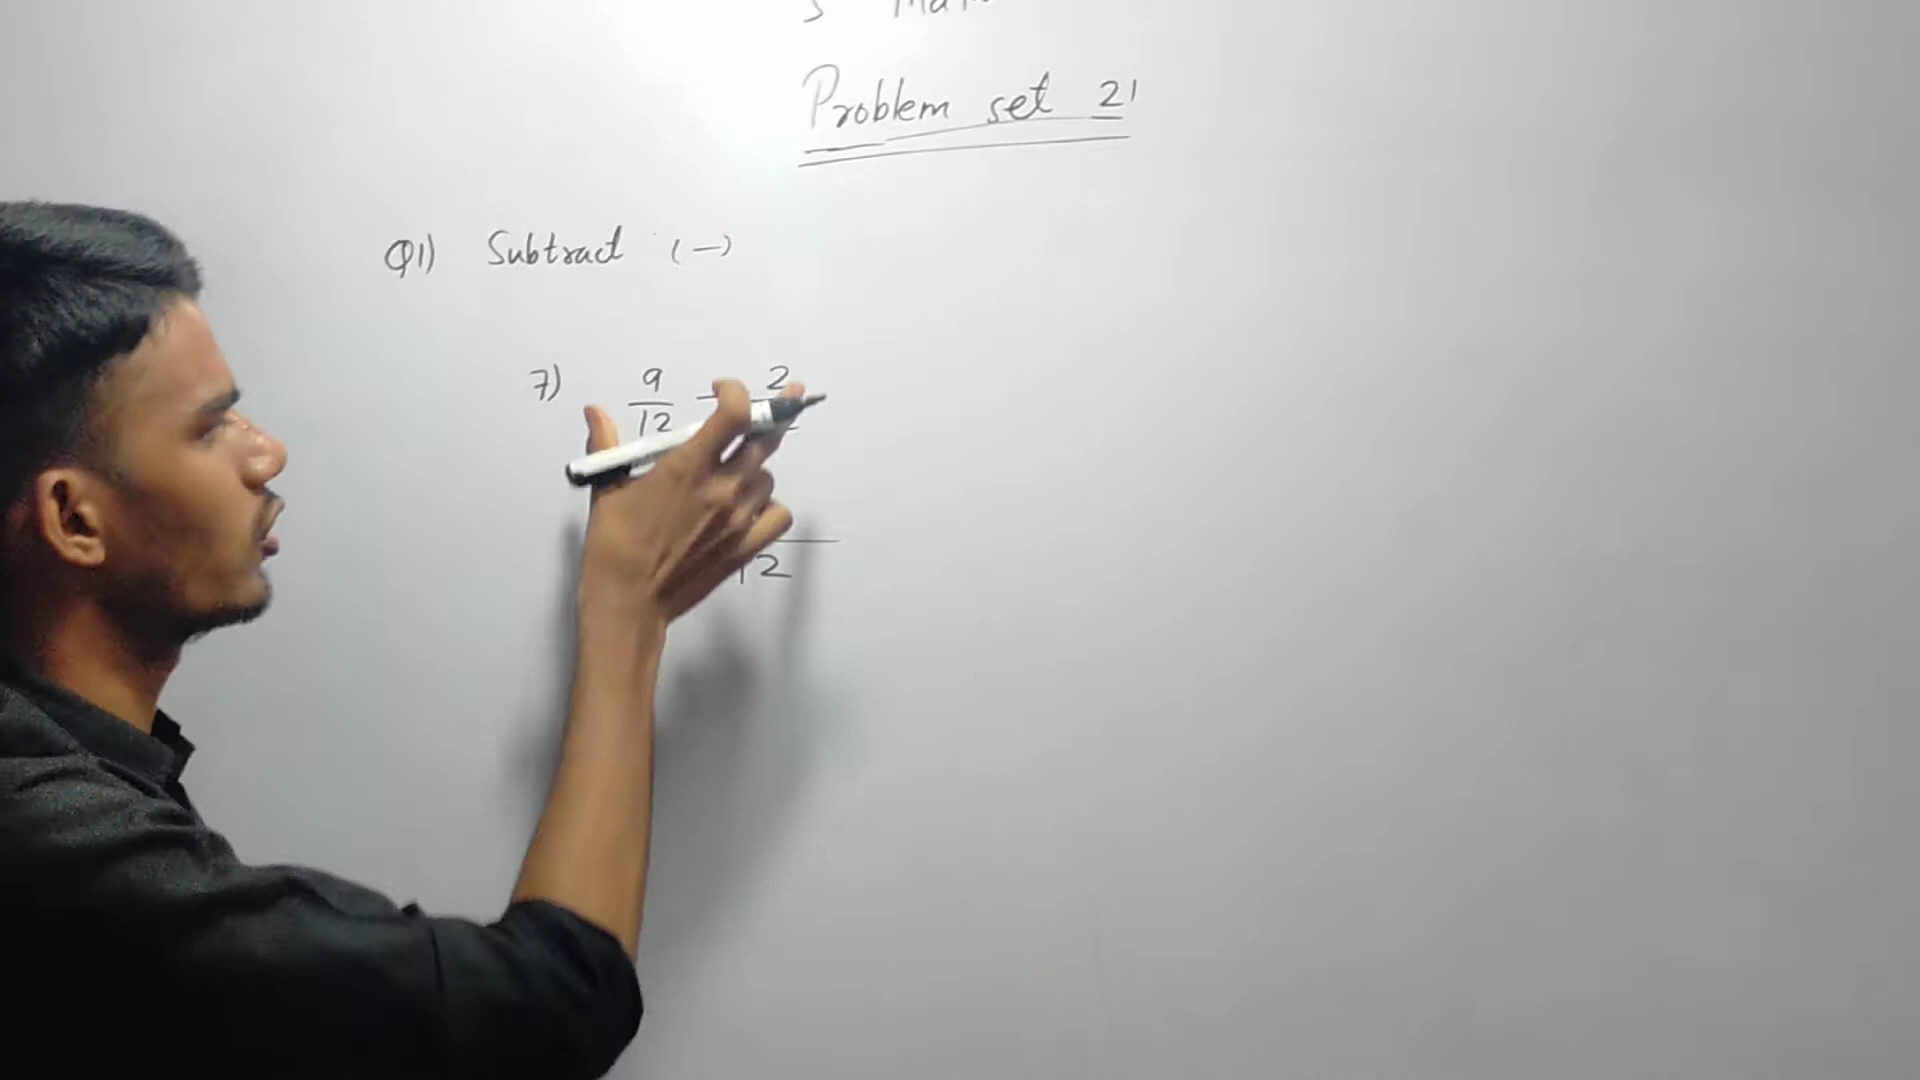 Problem set 21
Q1) Subtract (-)
7) 9/12 - 2
12